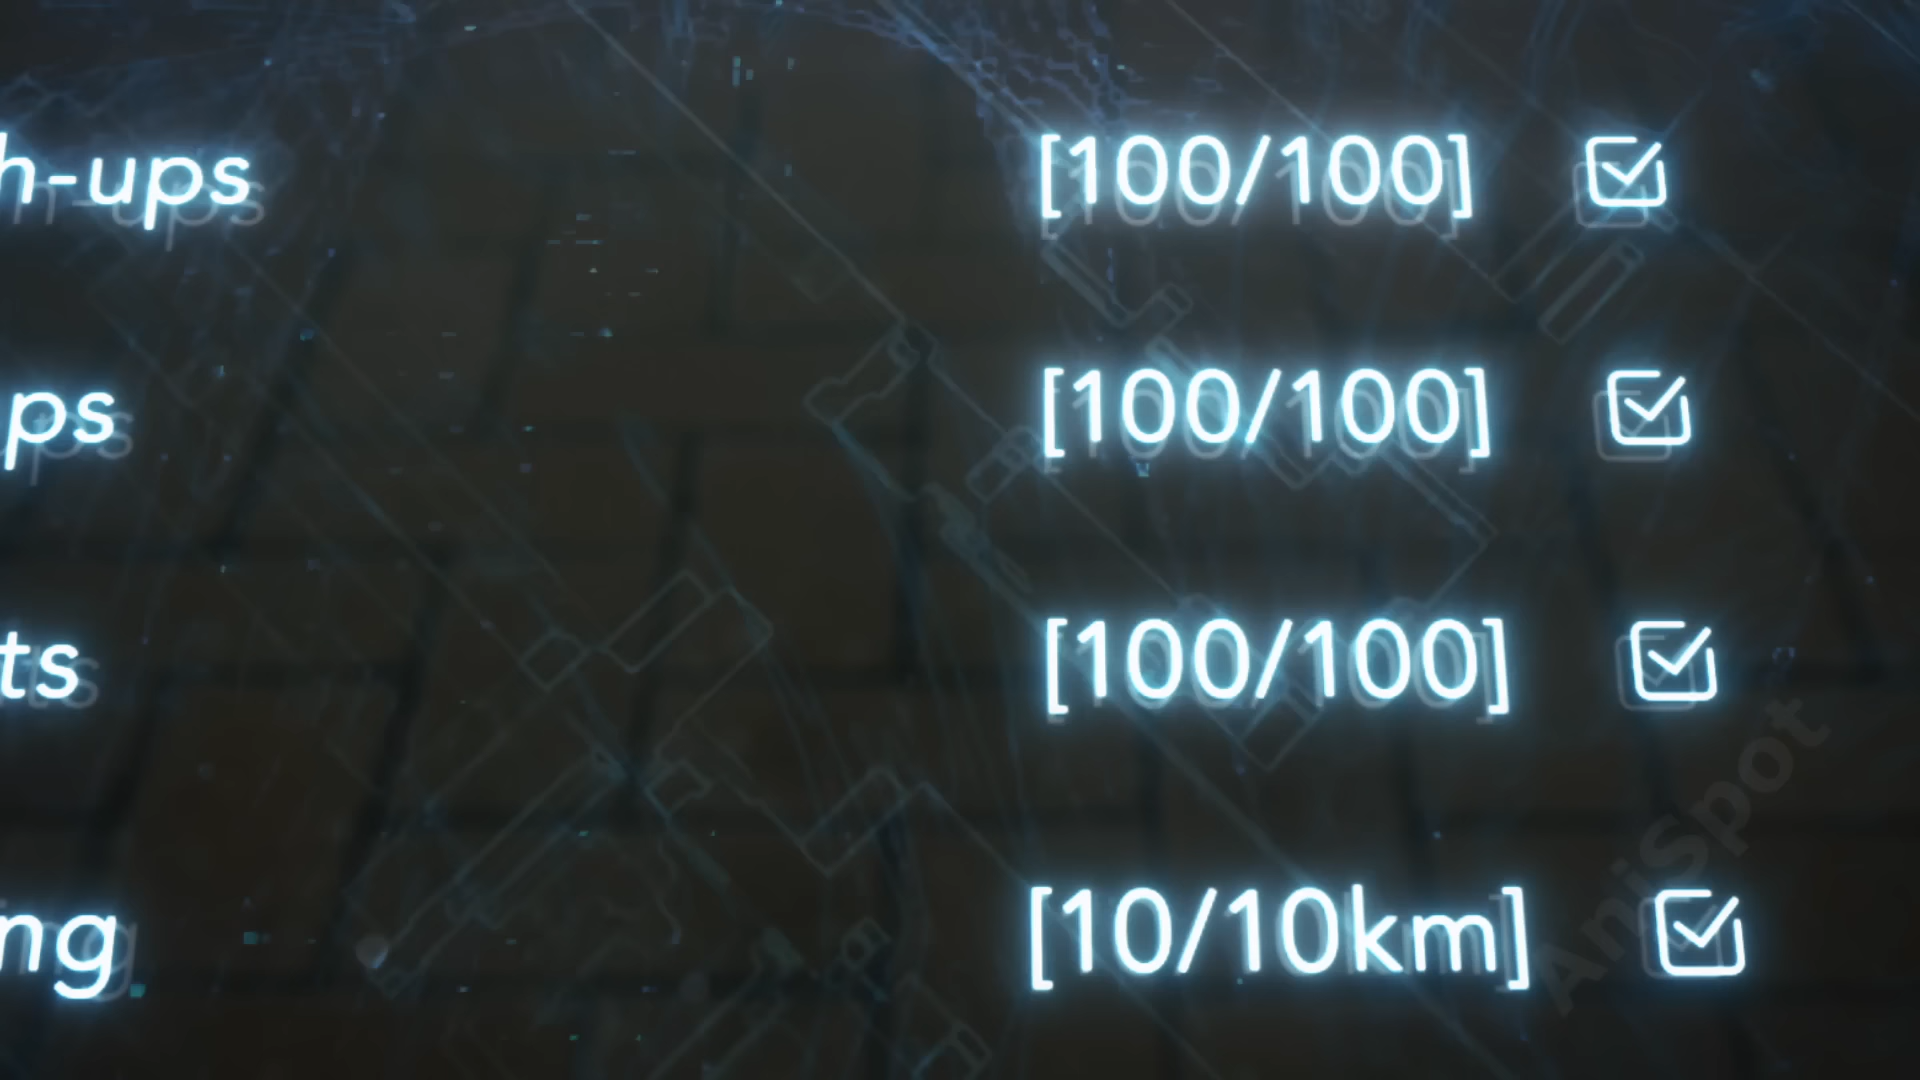 h-ups [100/100]
ps [100/100]
ts [100/100]
ng [10/10km]
AniSpot